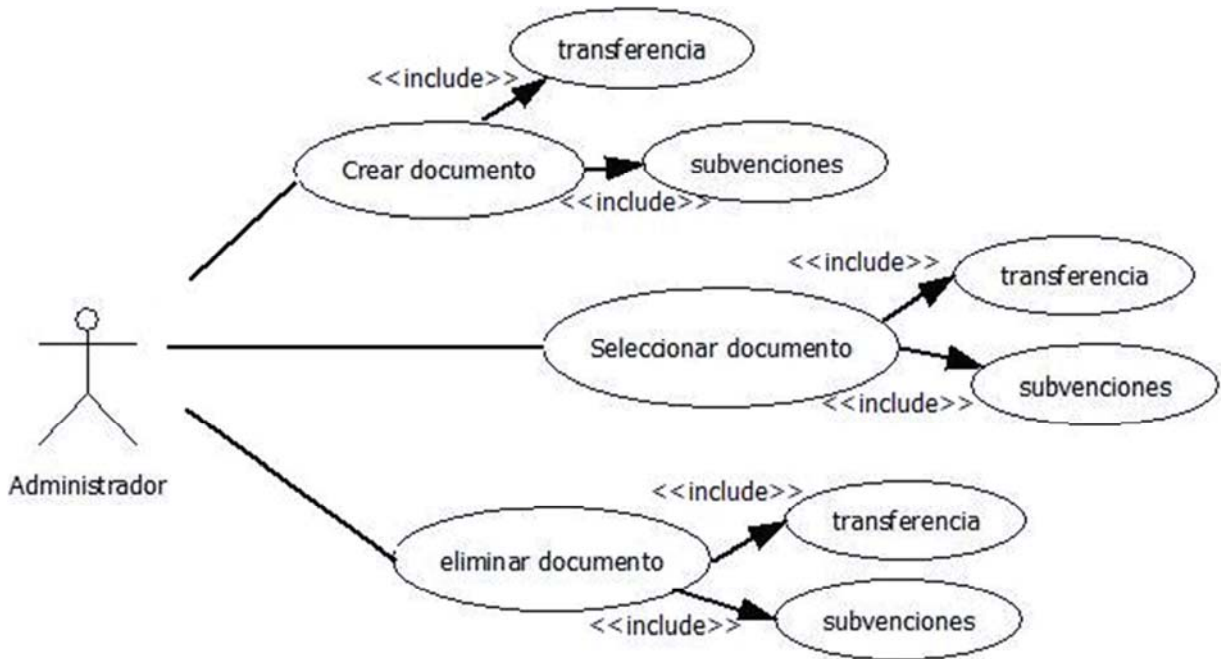 transferencia
<<include>>
Crear documento
subvenciones
<<include>>
<<include>>
transferencia
Seleccionar documento
subvenciones
<<include>>
Administrador
<<include>>
transferencia
eliminar documento
subvenciones
<<include>>